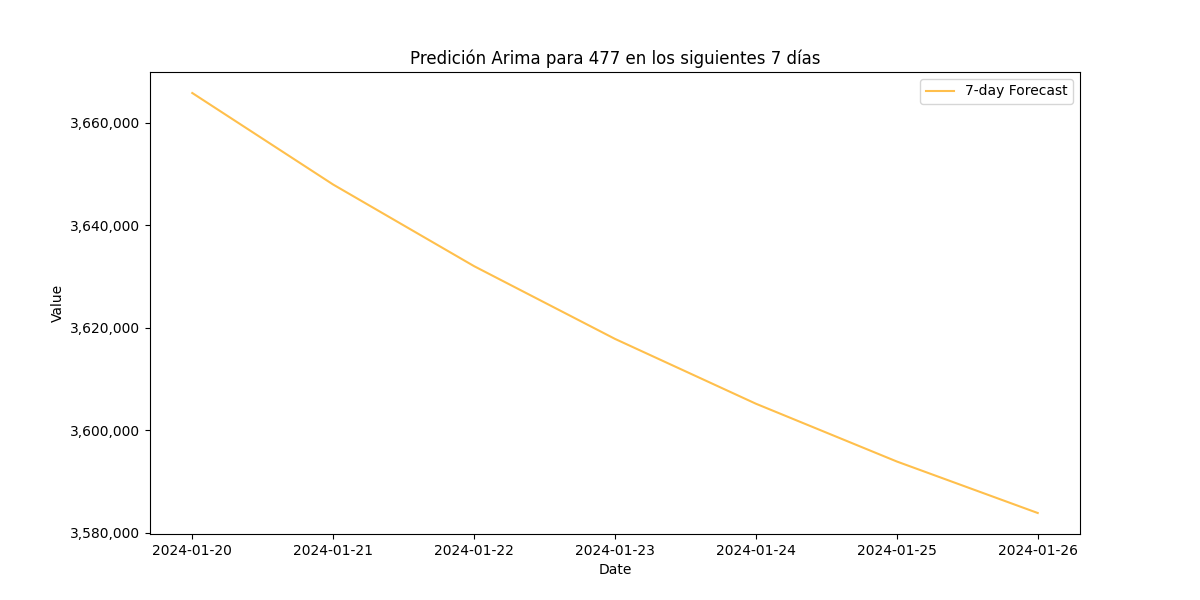 Predición Arima para 477 en los siguientes 7 días
7-day Forecast
3,660,000
3,640,000
3,620,000
3,600,000
3,580,000
Value
2024-01-20 2024-01-21 2024-01-22 2024-01-23 2024-01-24 2024-01-25 2024-01-26
Date